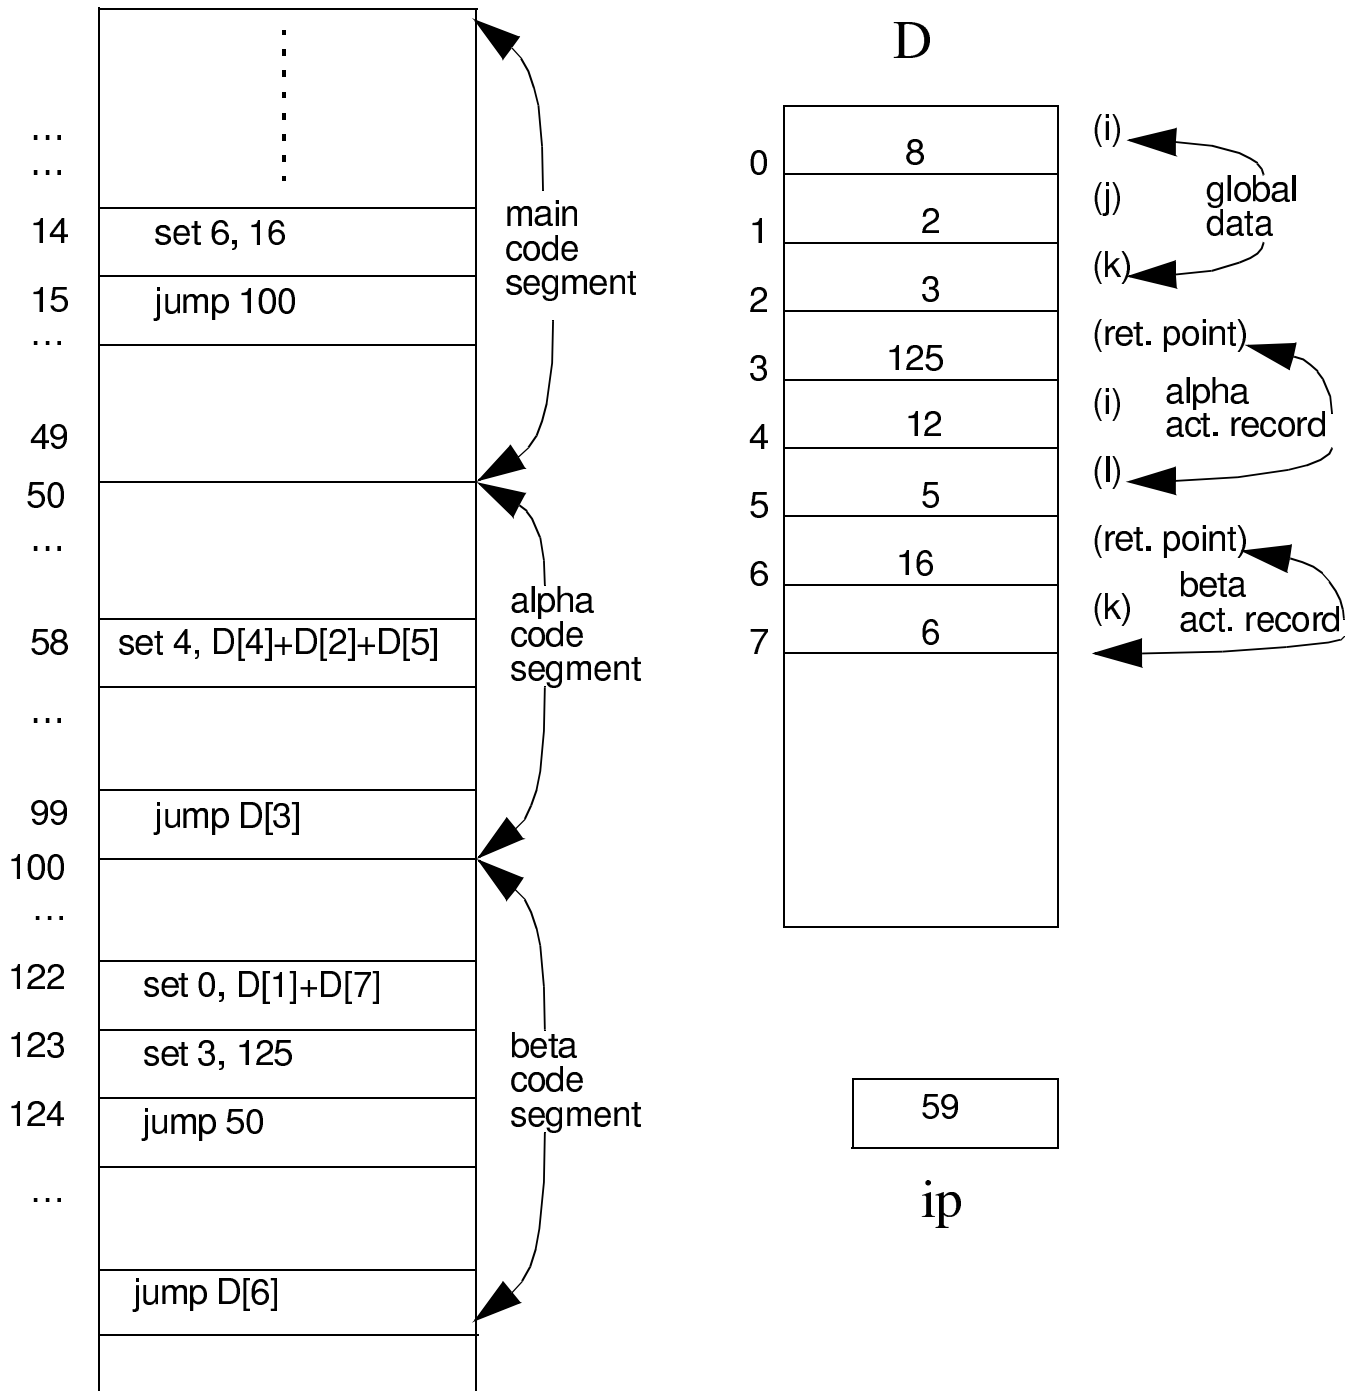 ...
...
14 set 6, 16
15 jump 100
...
49
50
...
58 set 4, D[4]+D[2]+D[5]
...
99 jump D[3]
100
...
122 set 0, D[1]+D[7]
123 set 3, 125
124 jump 50
...
jump D[6]
main
code
segment
alpha
code
segment
beta
code
segment
D
0 8 (i)
1 2 (j)
2 3 (k)
global
data
3 125 (ret. point)
4 12 (i)
5 5 (l)
alpha
act. record
6 16 (ret. point)
7 6 (k)
beta
act. record
59
ip